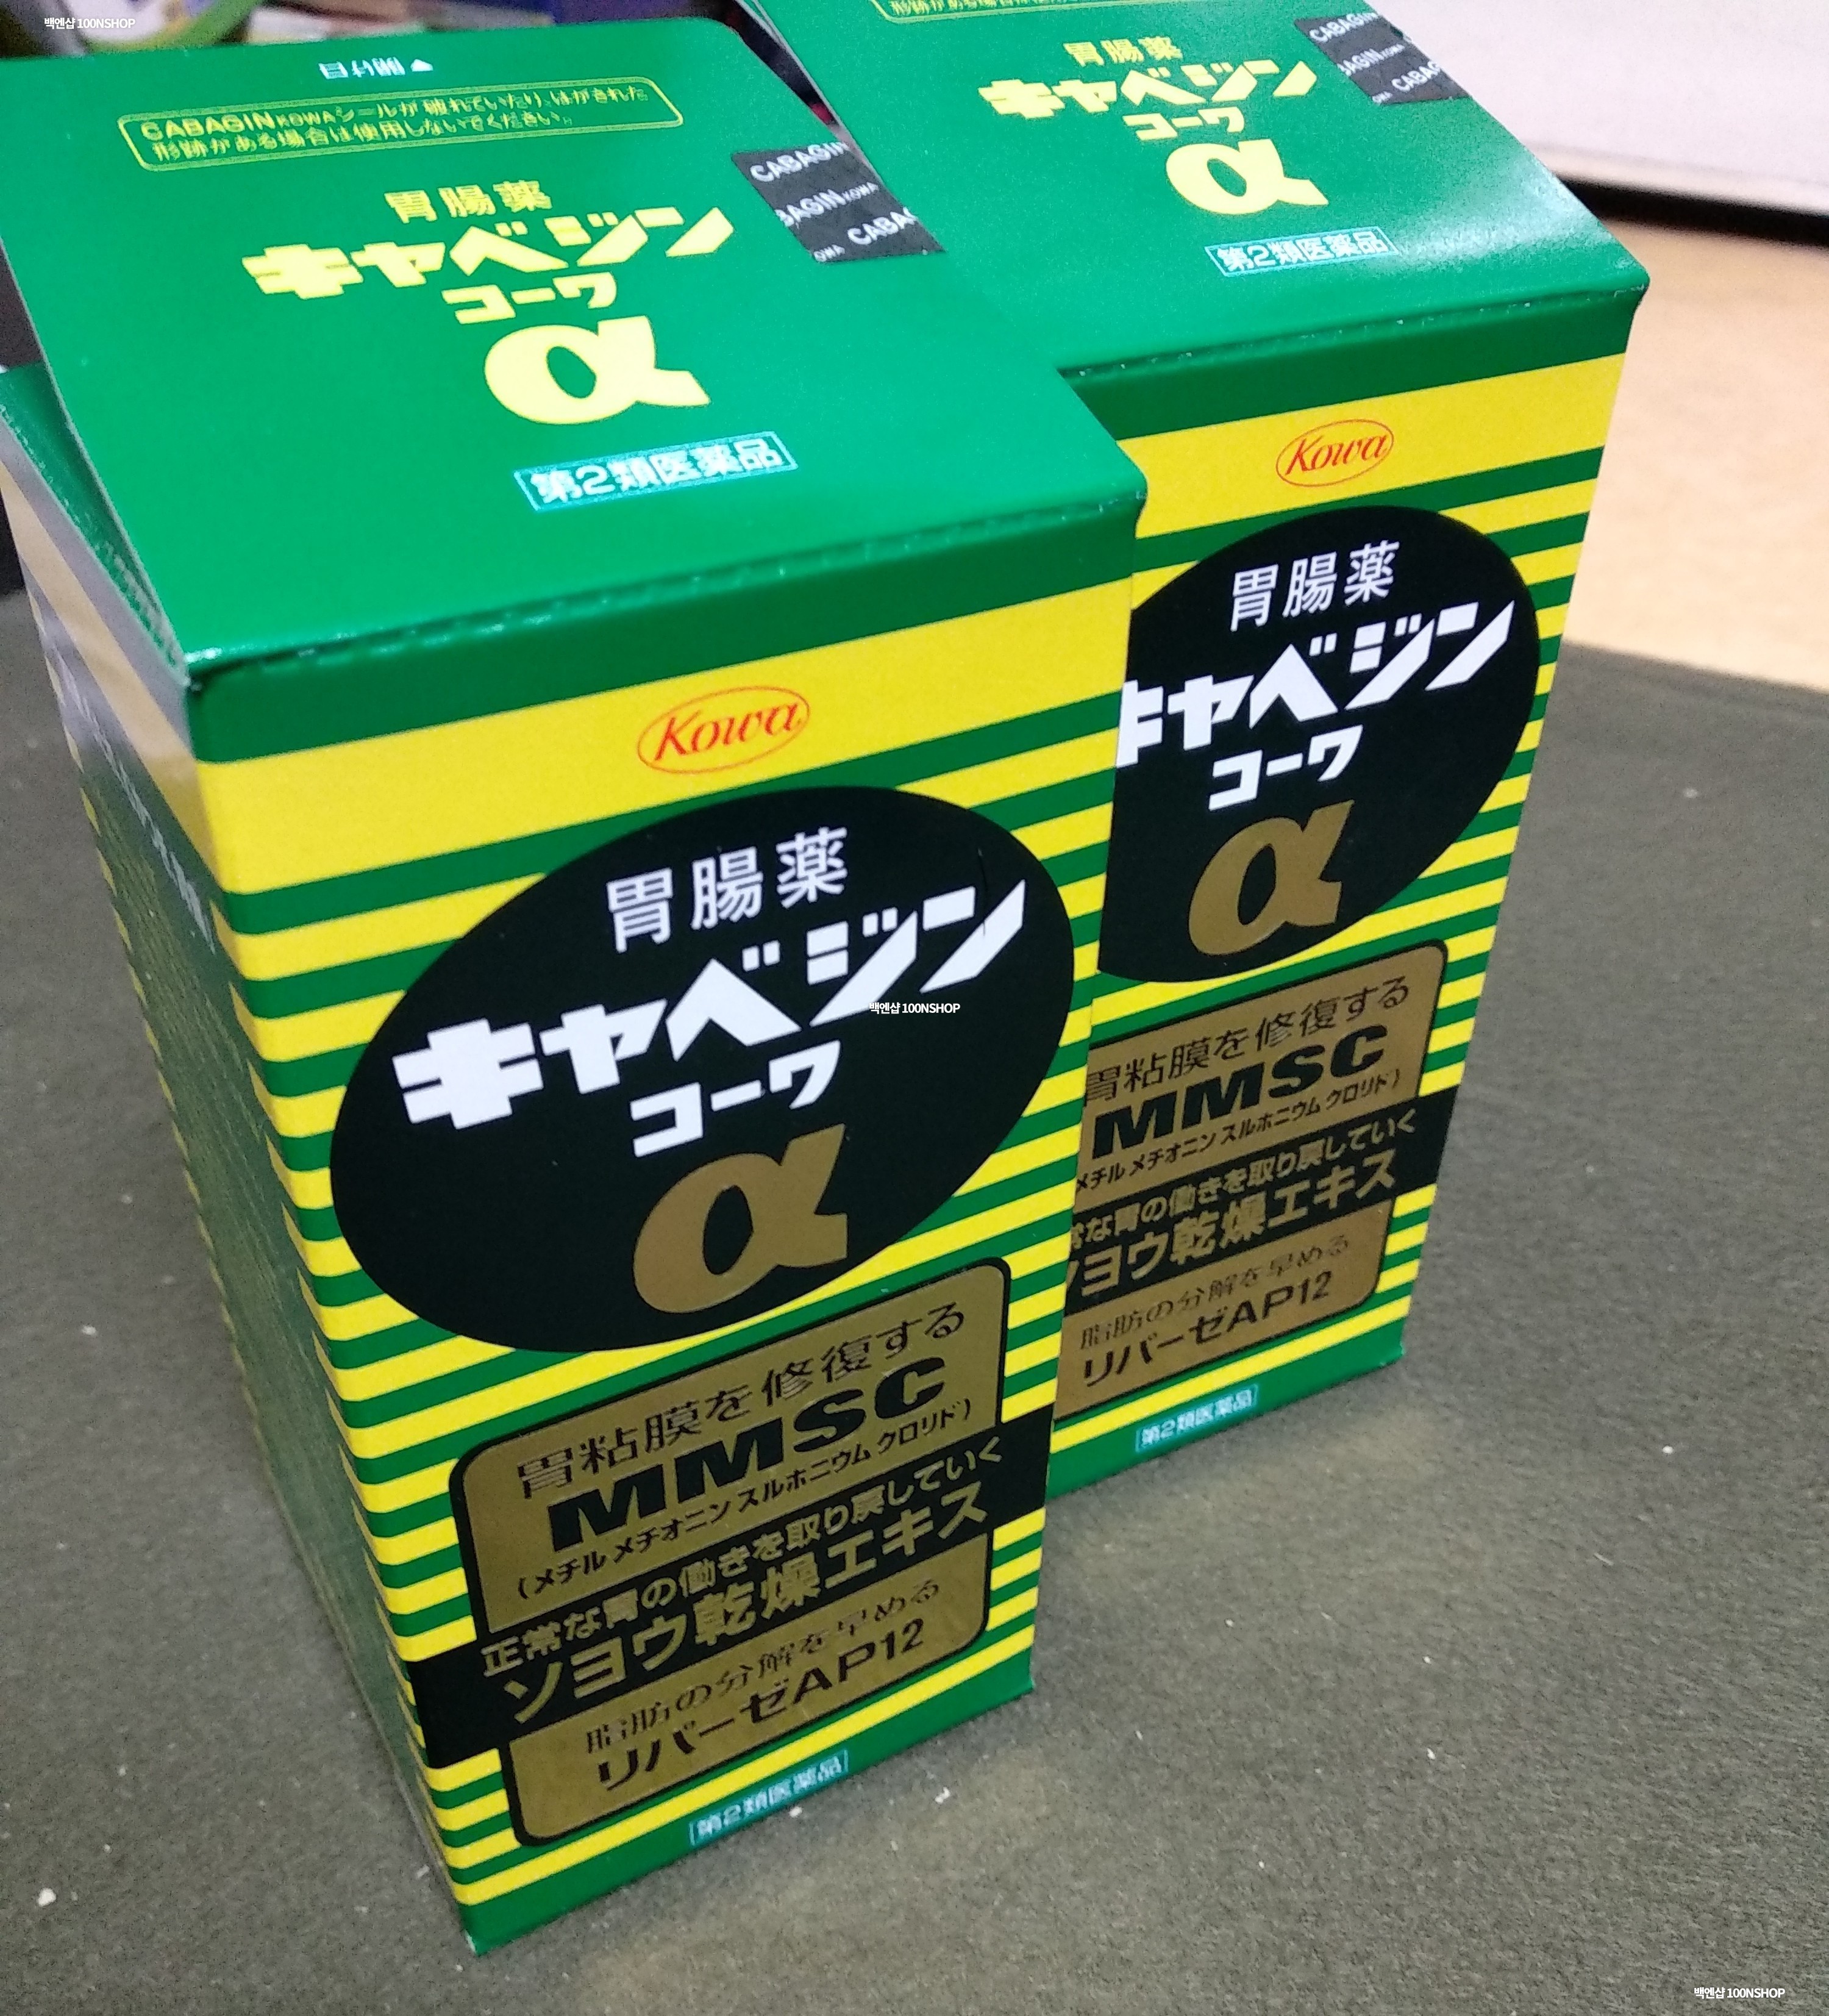 백엔샵 100NSHOP
CABAGIN KOWAシールが破れていたり、はがされた
形跡がある場合は使用しないでください。
胃腸薬
キャベジン
コーワ
α
第2類医薬品
CABAGIN
BAGIN KOWA
OWA CABAG
Kowa
胃腸薬
キャベジン
コーワ
α
胃粘膜を修復する
MMSC
(メチル メチオニン スルホニウム クロリド)
正常な胃の働きを取り戻していく
ソヨウ乾燥エキス
脂肪の分解を早める
リパーゼAP12
第2類医薬品
胃腸薬
キャベジン
コーワ
α
第2類医薬品
CABAGIN
BAGIN KOWA
OWA CABAG
Kowa
胃腸薬
キャベジン
コーワ
α
胃粘膜を修復する
MMSC
メチル メチオニン スルホニウム クロリド)
常な胃の働きを取り戻していく
ソヨウ乾燥エキス
脂肪の分解を早める
リパーゼAP12
第2類医薬品
백엔샵 100NSHOP
백엔샵 100NSHOP